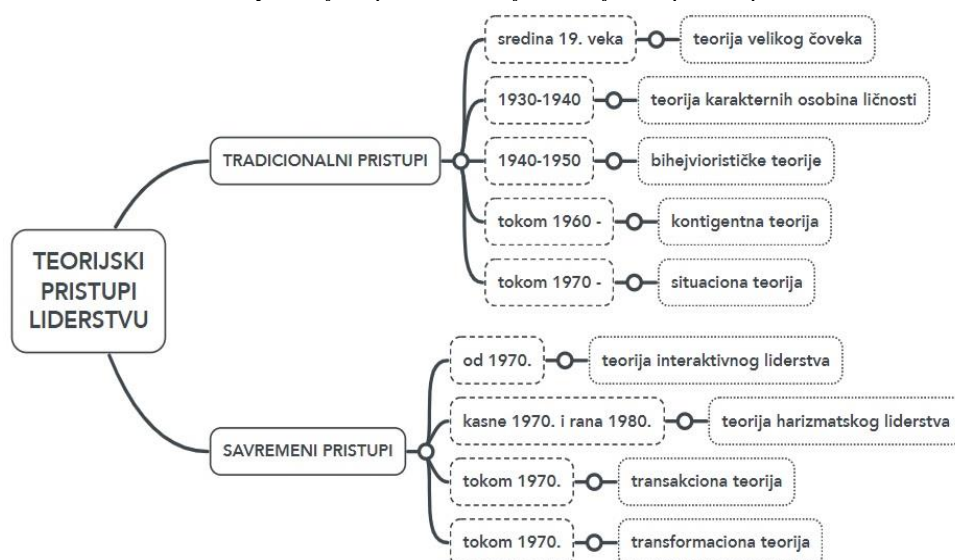 TEORIJSKI
PRISTUPI
LIDERSTVU
TRADICIONALNI PRISTUPI
sredina 19. veka
teorija velikog čoveka
1930-1940
teorija karakternih osobina ličnosti
1940-1950
bihejviorističke teorije
tokom 1960 -
kontigentna teorija
tokom 1970 -
situaciona teorija
SAVREMENI PRISTUPI
od 1970.
teorija interaktivnog liderstva
kasne 1970. i rana 1980.
teorija harizmatskog liderstva
tokom 1970.
transakciona teorija
tokom 1970.
transformaciona teorija